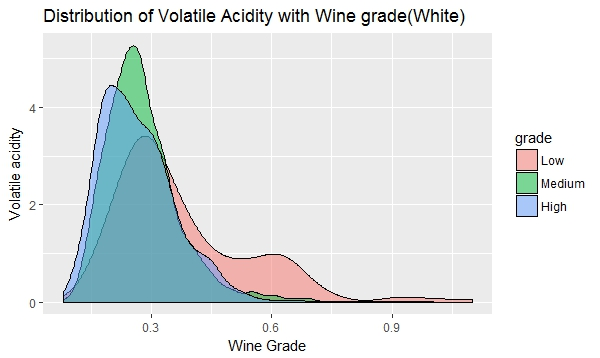 Distribution of Volatile Acidity with Wine grade(White)
Volatile acidity
4
2
0
0.3
0.6
0.9
Wine Grade
grade
Low
Medium
High